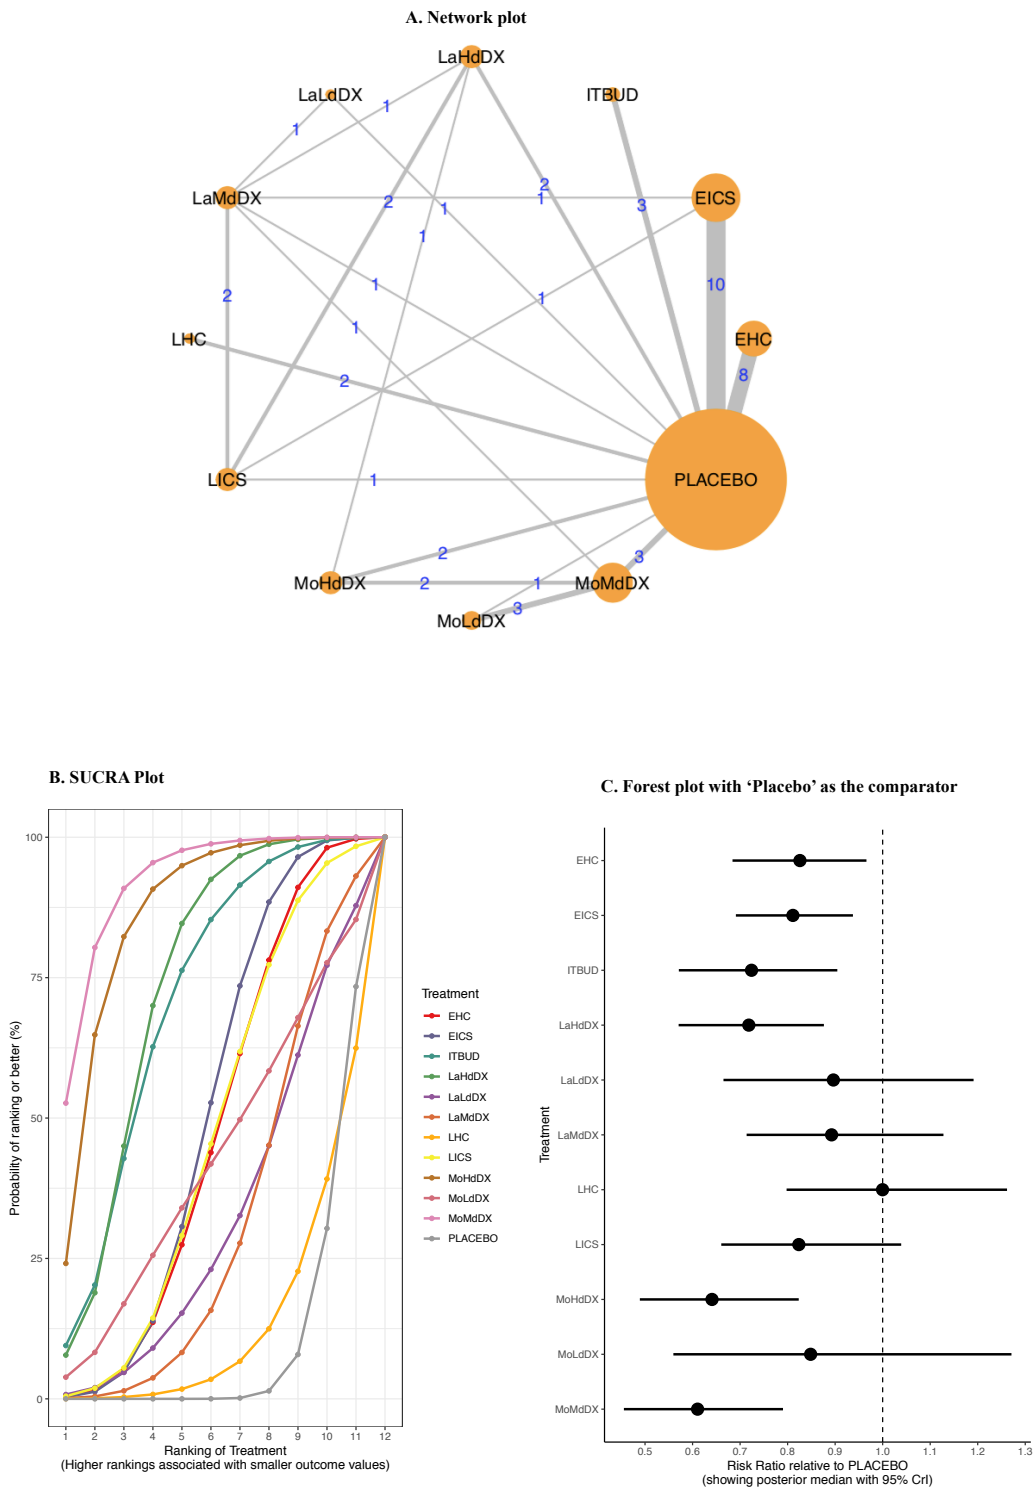 A. Network plot
LaHdDX
LaLdDX
ITBUD
1
1
LaMdDX
2
2
1
1
3
EICS
1
2
1
1
10
1
LHC
EHC
2
8
LICS
1
PLACEBO
2
3
MoHdDX
2
1
MoMdDX
3
MoLdDX
B. SUCRA Plot
C. Forest plot with ‘Placebo’ as the comparator
Probability of ranking or better (%)
100
75
50
25
0
1 2 3 4 5 6 7 8 9 10 11 12
Ranking of Treatment
(Higher rankings associated with smaller outcome values)
Treatment
EHC
EICS
ITBUD
LaHdDX
LaLdDX
LaMdDX
LHC
LICS
MoHdDX
MoLdDX
MoMdDX
PLACEBO
Treatment
EHC
EICS
ITBUD
LaHdDX
LaLdDX
LaMdDX
LHC
LICS
MoHdDX
MoLdDX
MoMdDX
0.5 0.6 0.7 0.8 0.9 1.0 1.1 1.2 1.3
Risk Ratio relative to PLACEBO
(showing posterior median with 95% CrI)